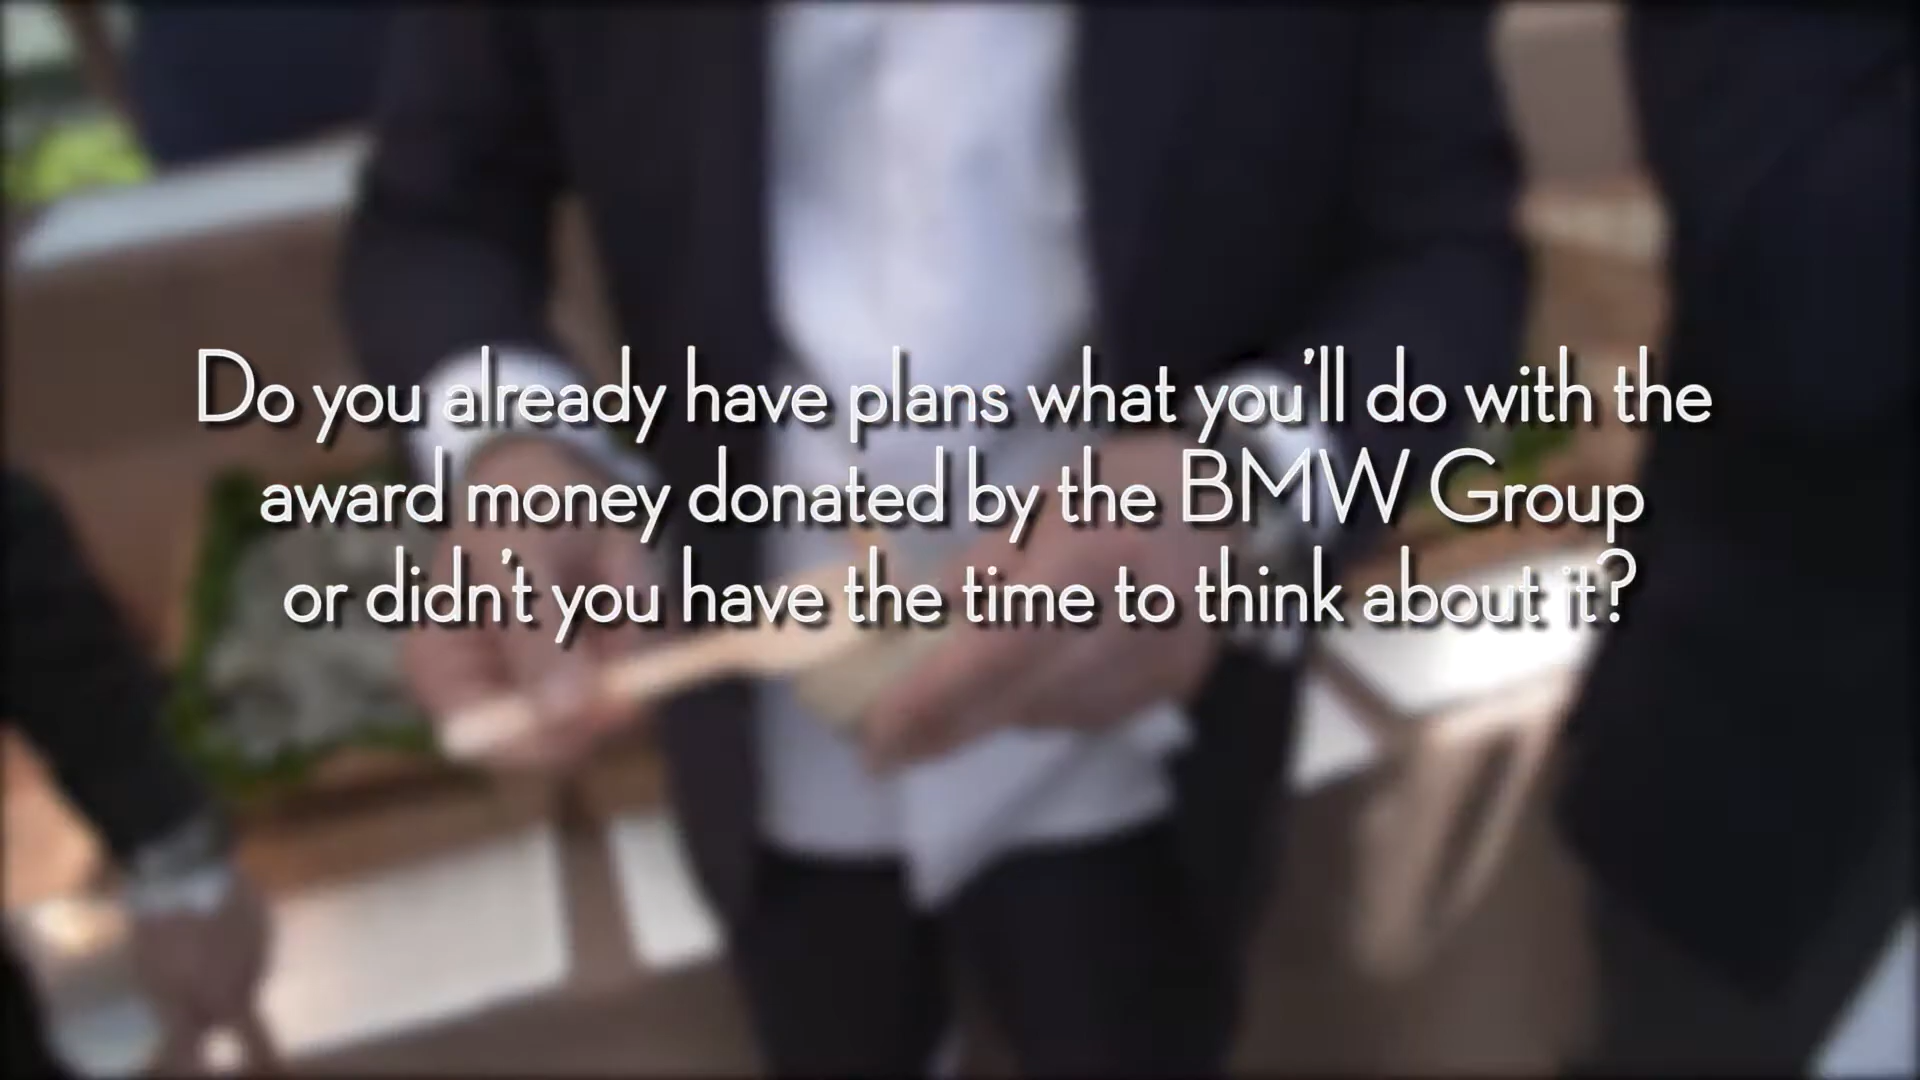 Do you already have plans what you'll do with the
award money donated by the BMW Group
or didn't you have the time to think about it?